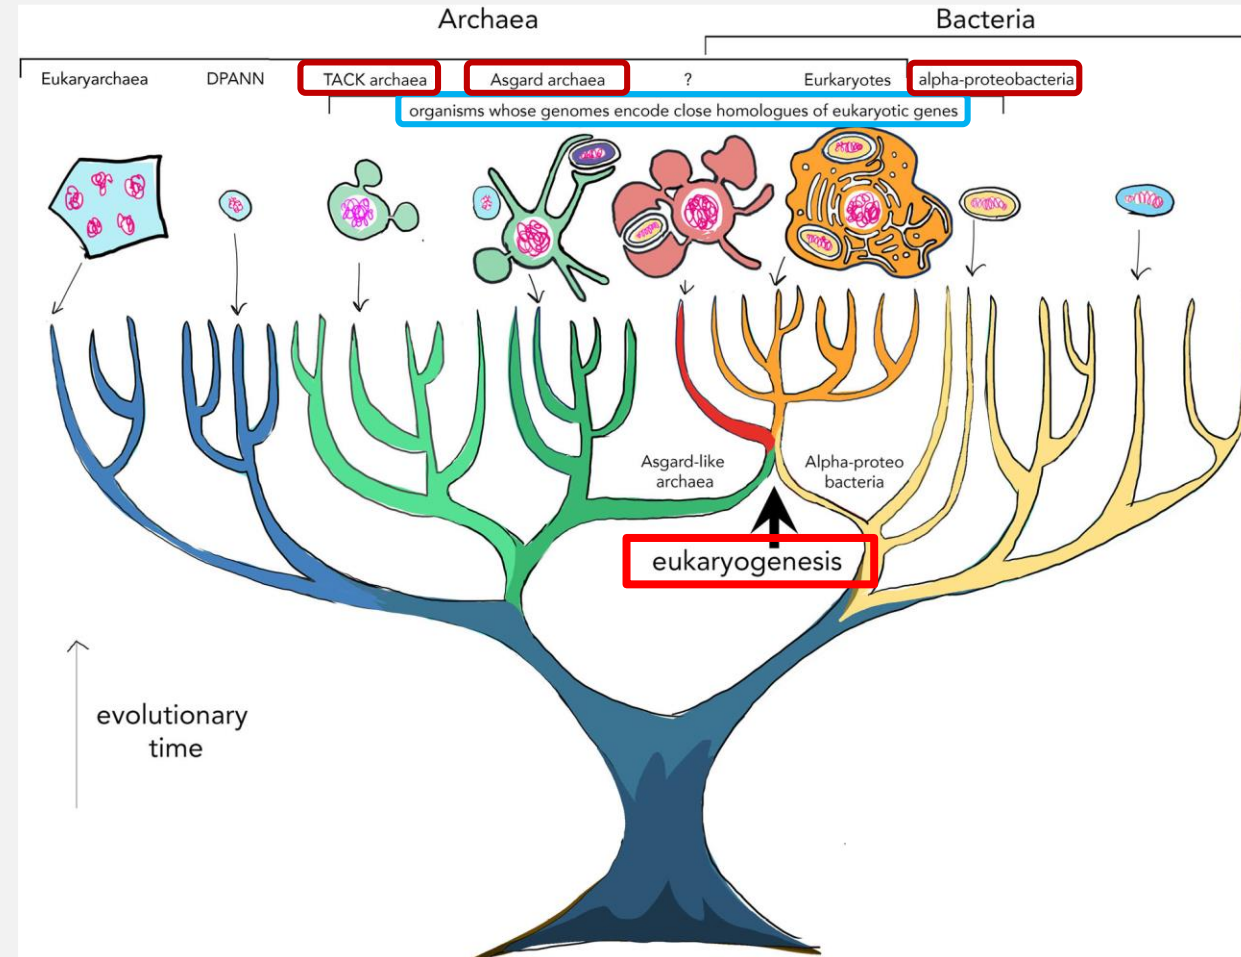 Archaea
Bacteria
Eukaryarchaea
DPANN
TACK archaea
Asgard archaea
?
Eurkaryotes
alpha-proteobacteria
organisms whose genomes encode close homologues of eukaryotic genes
Asgard-like
archaea
Alpha-proteo
bacteria
eukaryogenesis
evolutionary
time